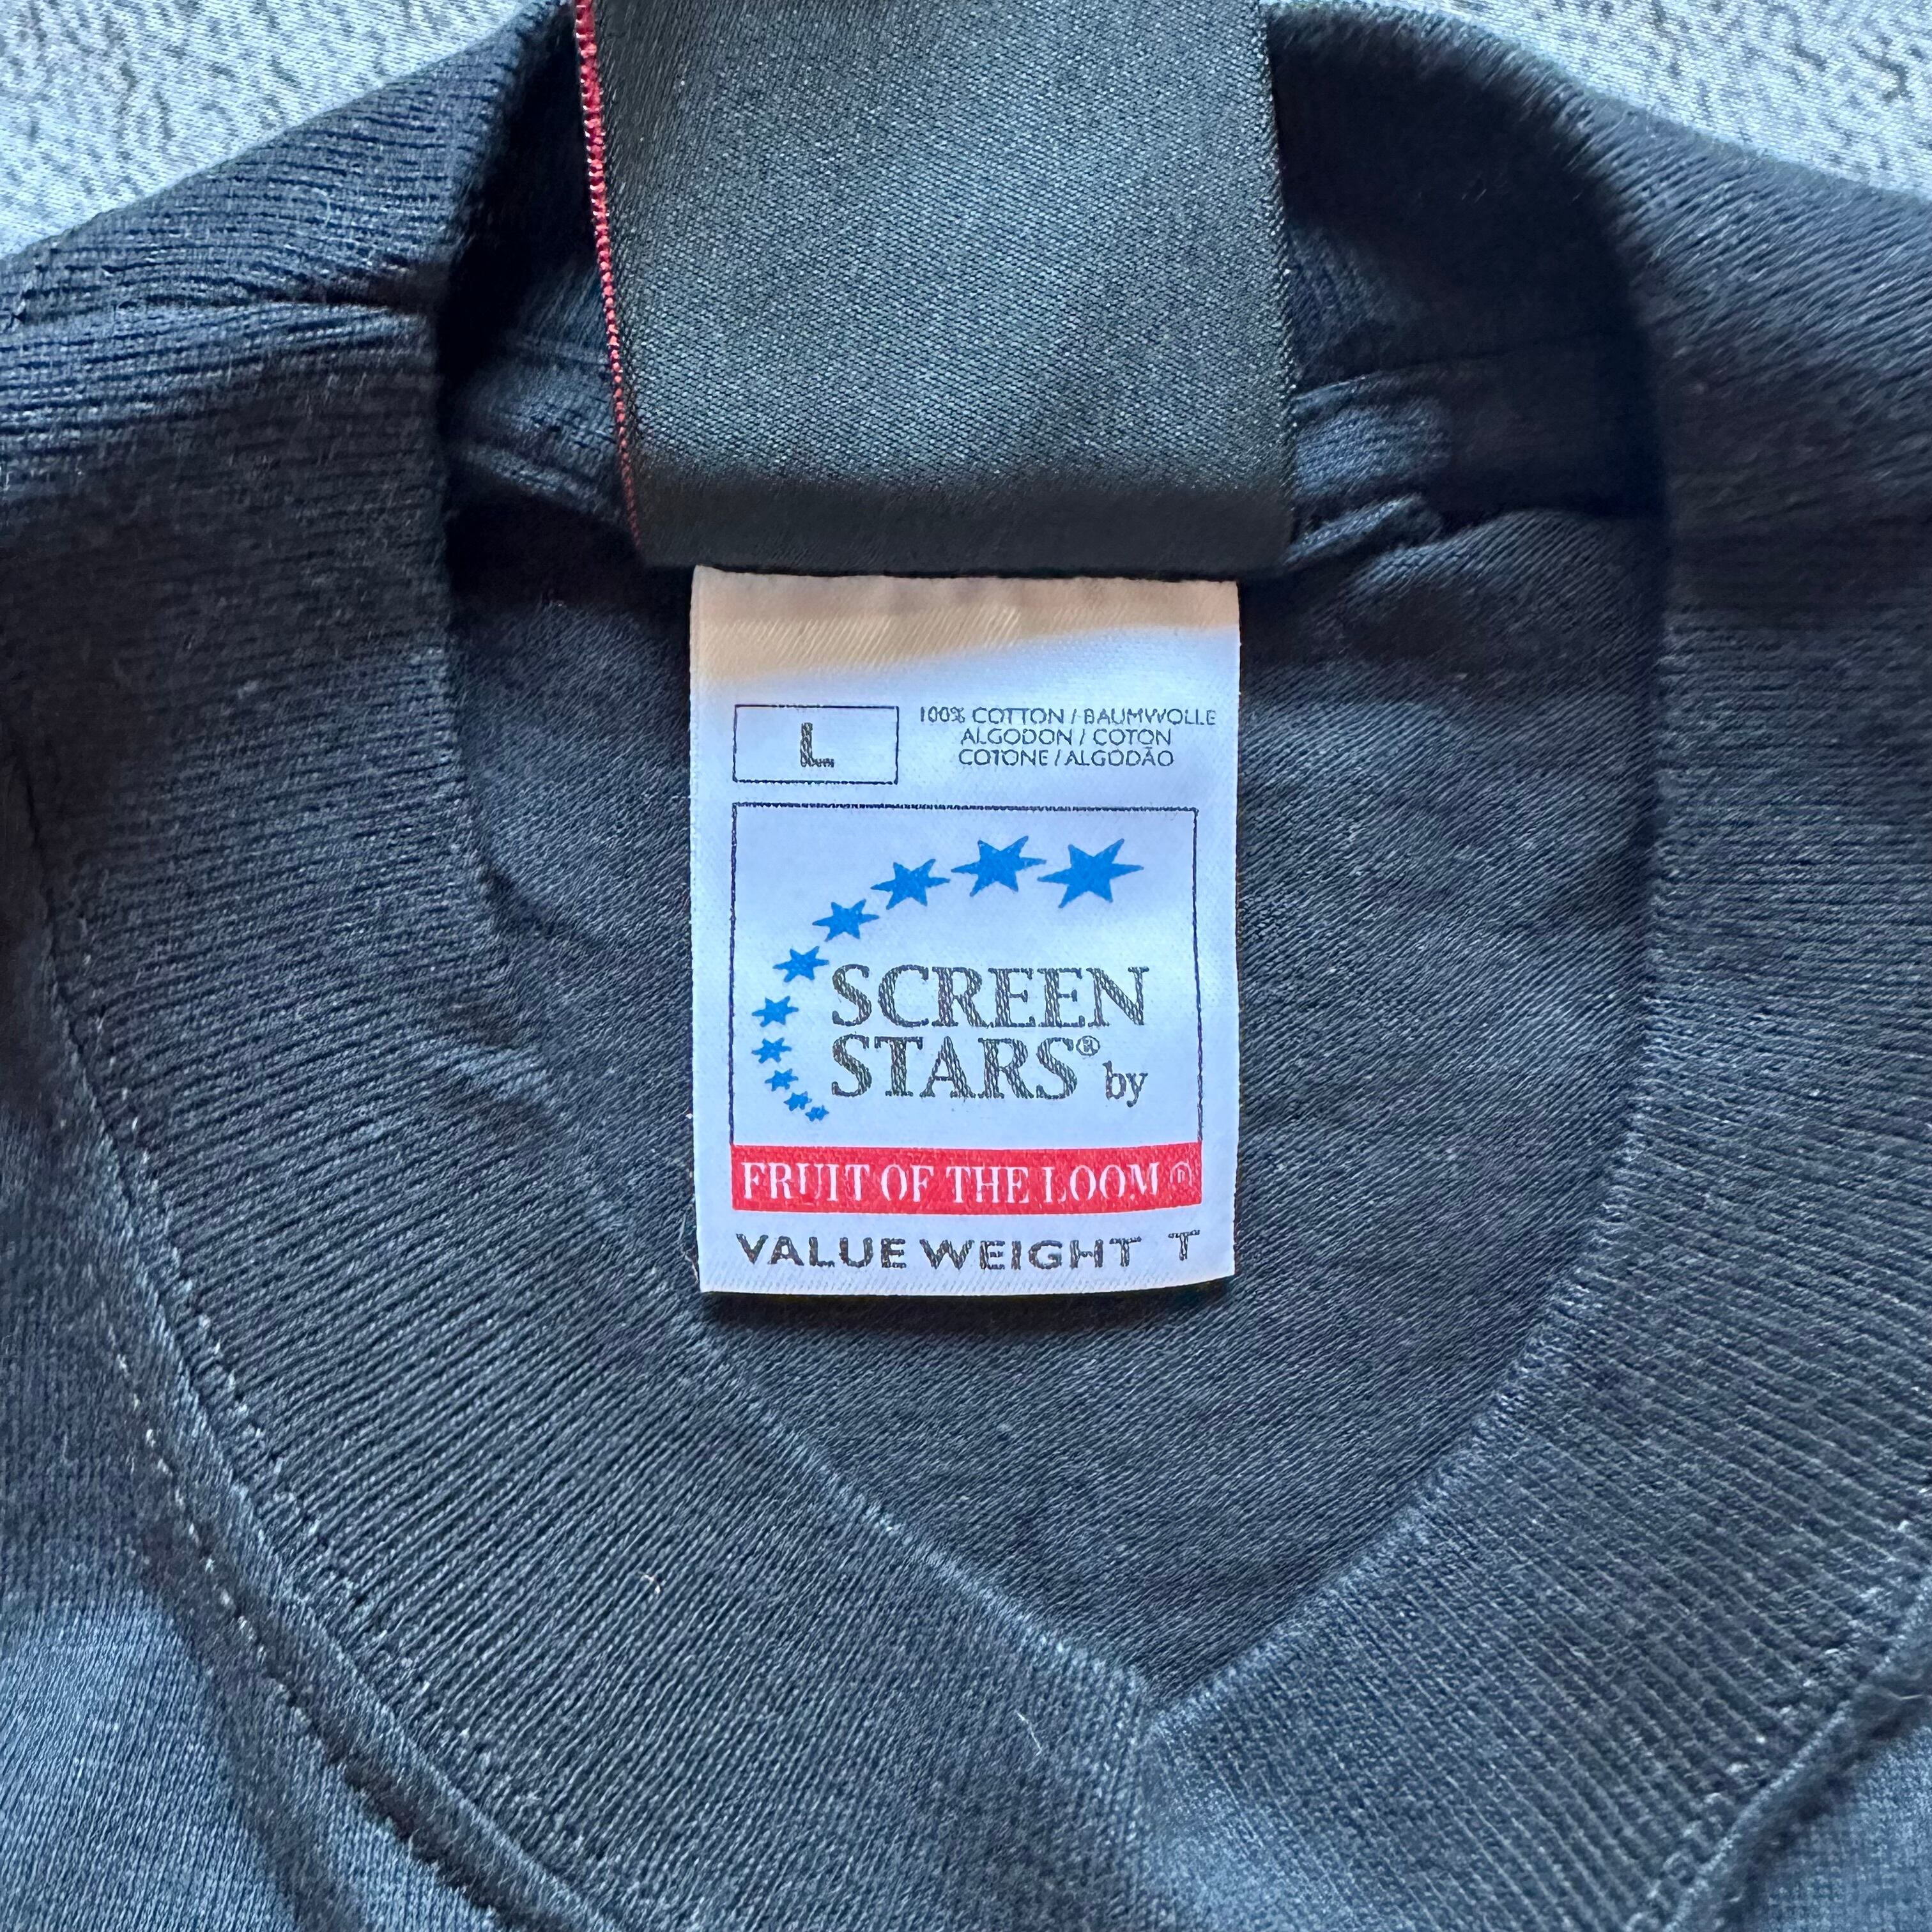 L
100% COTTON / BAUMWOLLE
ALGODON / COTON
COTONE / ALGODÃO
SCREEN
STARS® by
FRUIT OF THE LOOM ®
VALUE WEIGHT T